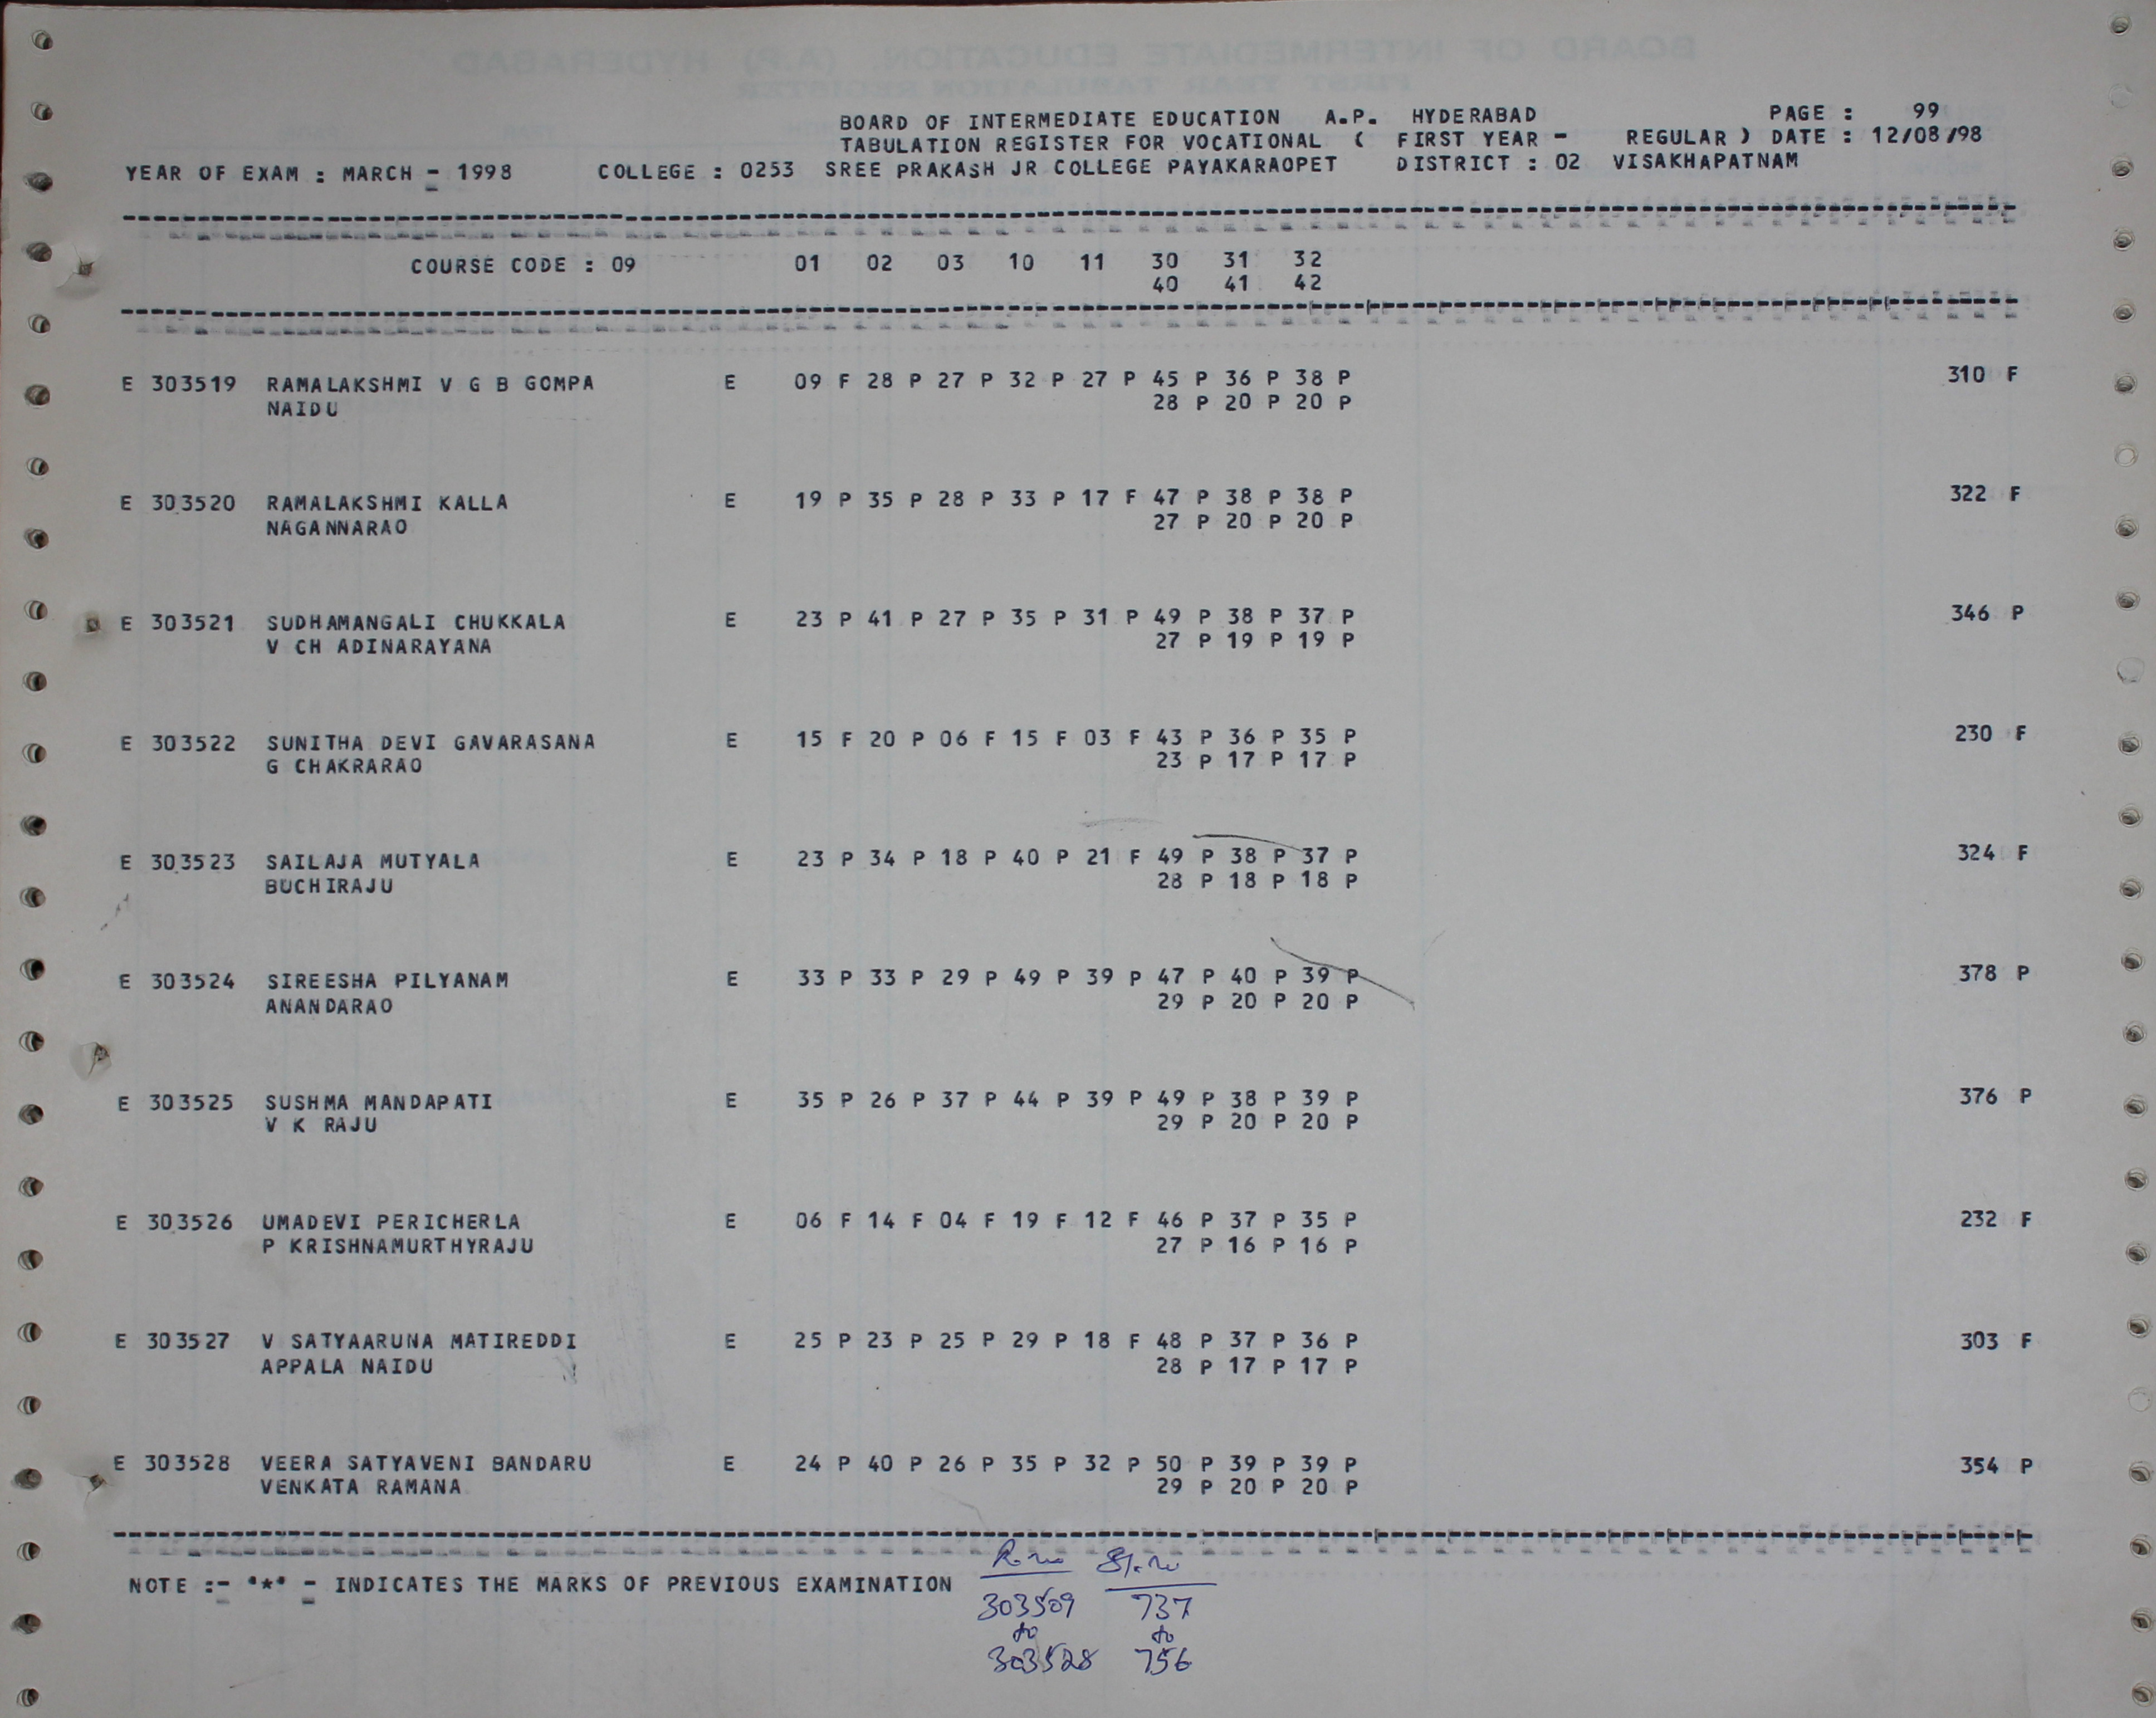 BOARD OF INTERMEDIATE EDUCATION A.P. HYDERABAD PAGE : 99
TABULATION REGISTER FOR VOCATIONAL ( FIRST YEAR - REGULAR ) DATE : 12/08/98
YEAR OF EXAM : MARCH - 1998 COLLEGE : 0253 SREE PRAKASH JR COLLEGE PAYAKARAOPET DISTRICT : 02 VISAKHAPATNAM
COURSE CODE : 09 01 02 03 10 11 30 31 32
40 41 42
E 303519 RAMALAKSHMI V G B GOMPA E 09 F 28 P 27 P 32 P 27 P 45 P 36 P 38 P 310 F
NAIDU 28 P 20 P 20 P
E 303520 RAMALAKSHMI KALLA E 19 P 35 P 28 P 33 P 17 F 47 P 38 P 38 P 322 F
NAGANNARAO 27 P 20 P 20 P
E 303521 SUDHAMANGALI CHUKKALA E 23 P 41 P 27 P 35 P 31 P 49 P 38 P 37 P 346 P
V CH ADINARAYANA 27 P 19 P 19 P
E 303522 SUNITHA DEVI GAVARASANA E 15 F 20 P 06 F 15 F 03 F 43 P 36 P 35 P 230 F
G CHAKRARAO 23 P 17 P 17 P
E 303523 SAILAJA MUTYALA E 23 P 34 P 18 P 40 P 21 F 49 P 38 P 37 P 324 F
BUCHIRAJU 28 P 18 P 18 P
E 303524 SIREESHA PILYANAM E 33 P 33 P 29 P 49 P 39 P 47 P 40 P 39 P 378 P
ANANDARAO 29 P 20 P 20 P
E 303525 SUSHMA MANDAPATI E 35 P 26 P 37 P 44 P 39 P 49 P 38 P 39 P 376 P
V K RAJU 29 P 20 P 20 P
E 303526 UMADEVI PERICHERLA E 06 F 14 F 04 F 19 F 12 F 46 P 37 P 35 P 232 F
P KRISHNAMURTHYRAJU 27 P 16 P 16 P
E 303527 V SATYAARUNA MATIREDDI E 25 P 23 P 25 P 29 P 18 F 48 P 37 P 36 P 303 F
APPALA NAIDU 28 P 17 P 17 P
E 303528 VEERA SATYAVENI BANDARU E 24 P 40 P 26 P 35 P 32 P 50 P 39 P 39 P 354 P
VENKATA RAMANA 29 P 20 P 20 P
R.no Sl.no
NOTE :- "*" - INDICATES THE MARKS OF PREVIOUS EXAMINATION
303509 737
to to
303528 756